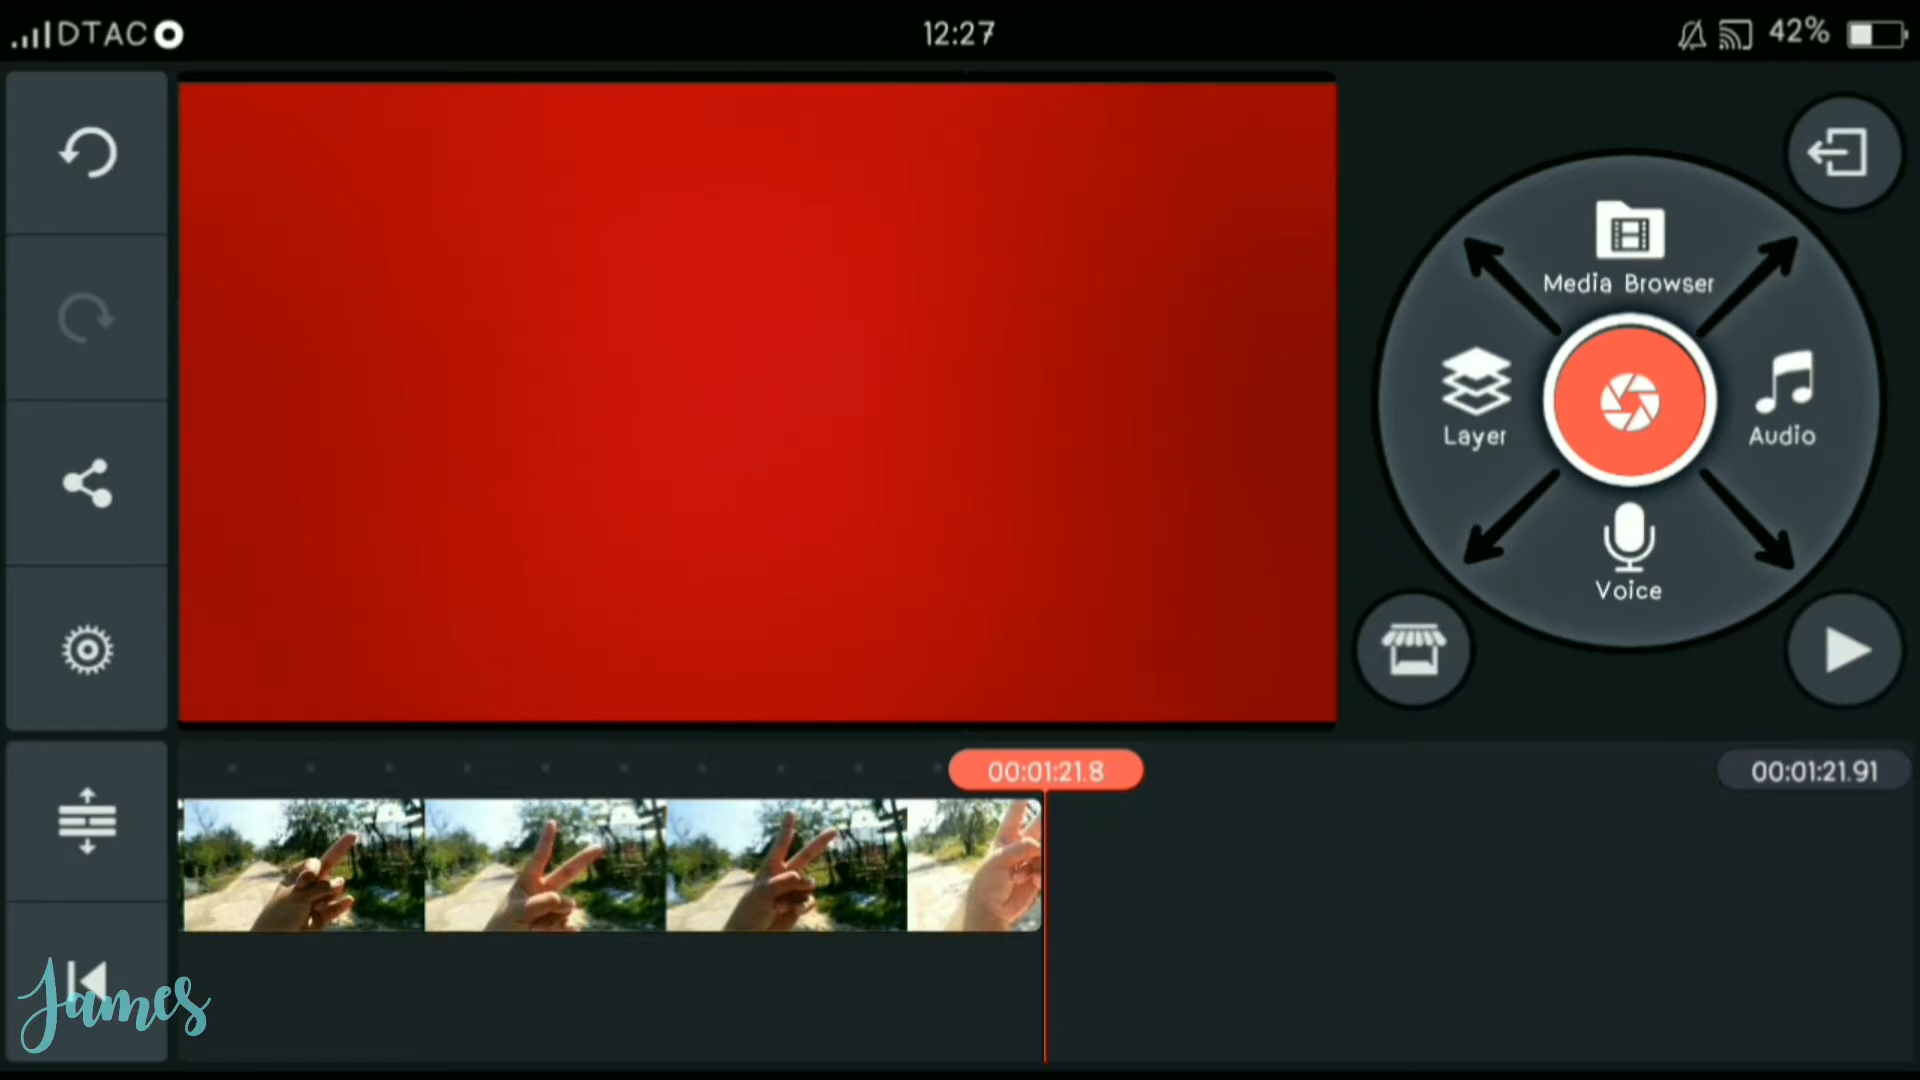 DTAC
12:27
42%
Media Browser
Layer
Audio
Voice
00:01:21.8
00:01:21.91
James